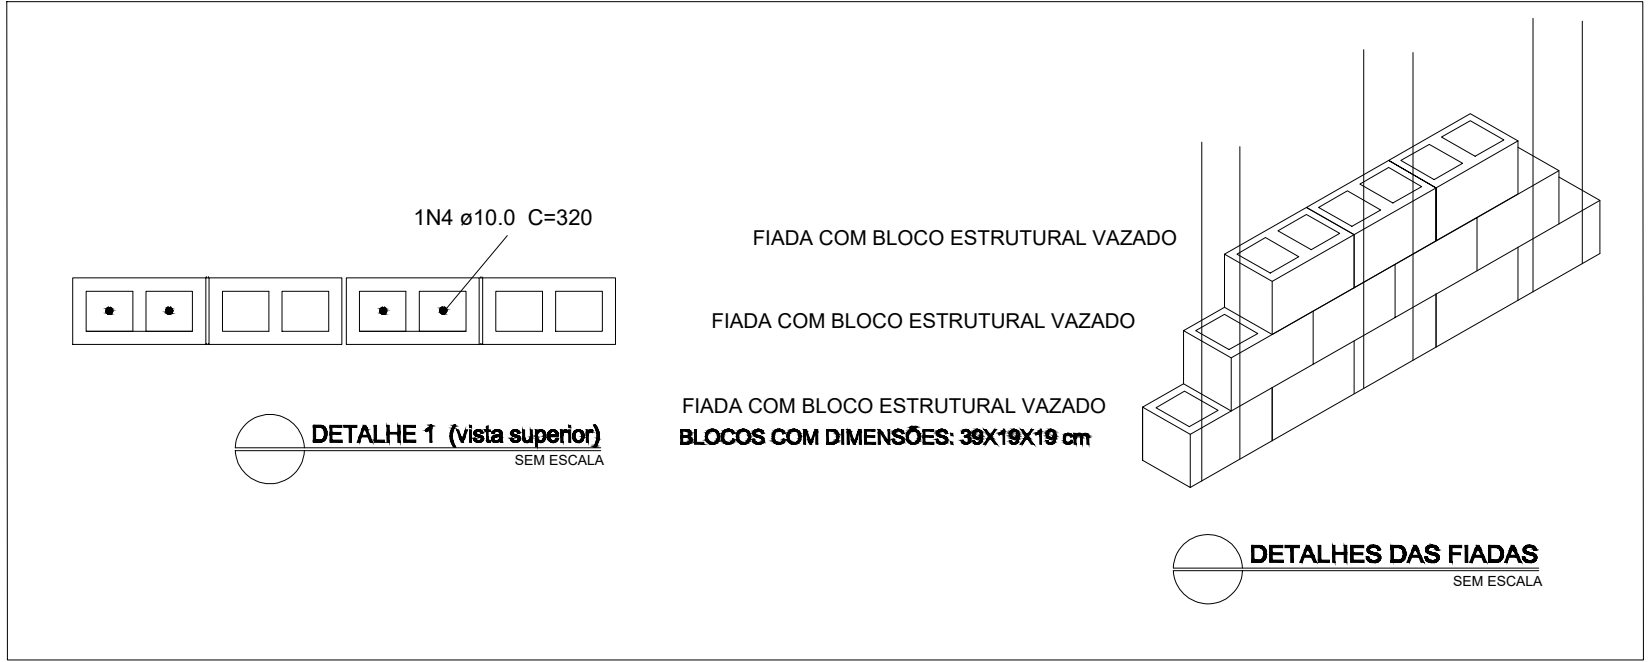 1N4 ø10.0 C=320
DETALHE 1 (vista superior)
SEM ESCALA
FIADA COM BLOCO ESTRUTURAL VAZADO
FIADA COM BLOCO ESTRUTURAL VAZADO
FIADA COM BLOCO ESTRUTURAL VAZADO
BLOCOS COM DIMENSÕES: 39X19X19 cm
DETALHES DAS FIADAS
SEM ESCALA